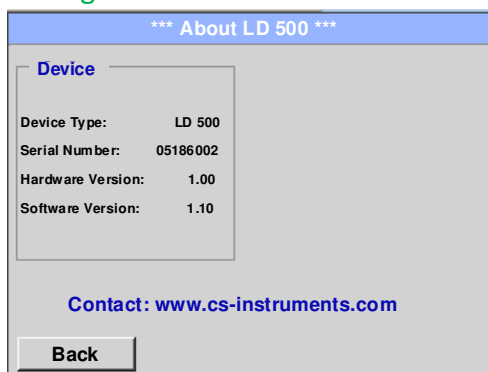 *** About LD 500 ***
Device
Device Type: LD 500
Serial Number: 05186002
Hardware Version: 1.00
Software Version: 1.10
Contact: www.cs-instruments.com
Back